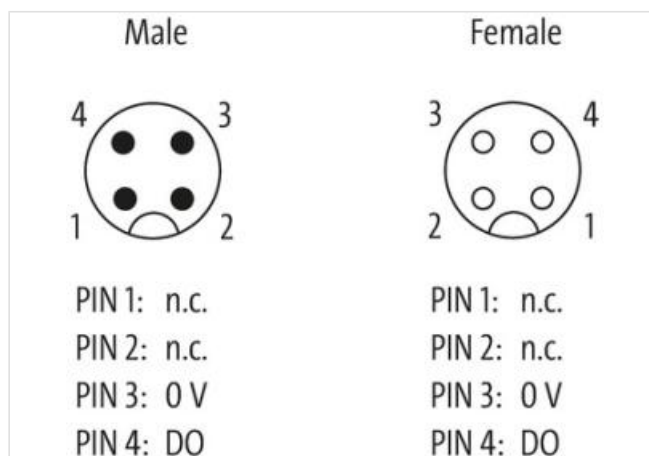 Male Female
4 3 3 4
1 2 2 1
PIN 1: n.c. PIN 1: n.c.
PIN 2: n.c. PIN 2: n.c.
PIN 3: 0 V PIN 3: 0 V
PIN 4: DO PIN 4: DO